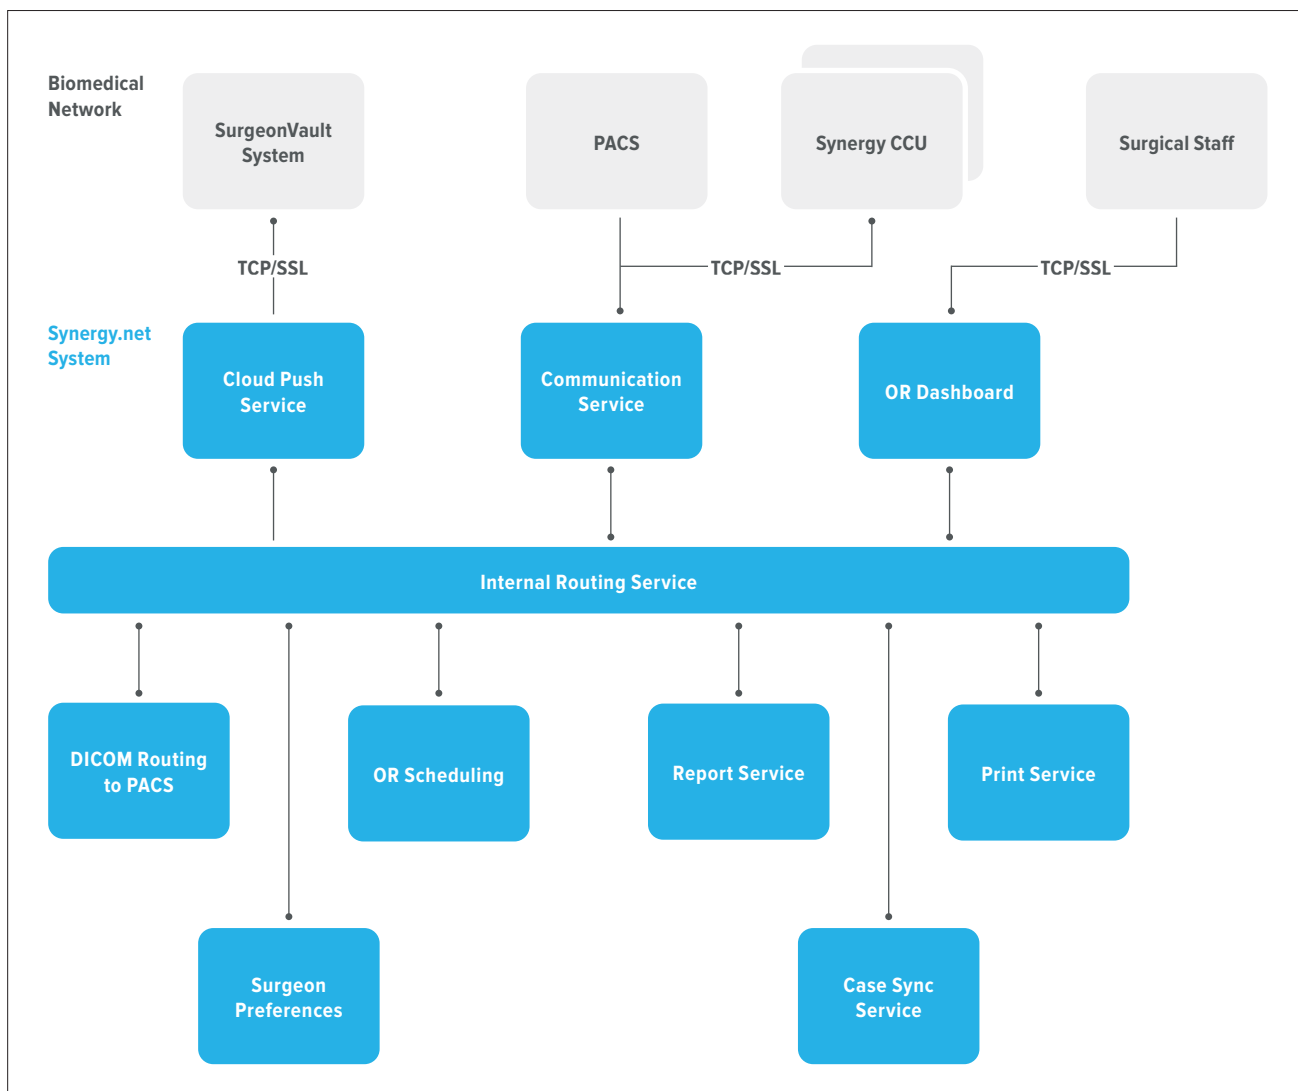 Biomedical
Network
SurgeonVault
System
PACS
Synergy CCU
Surgical Staff
TCP/SSL
TCP/SSL
TCP/SSL
Synergy.net
System
Cloud Push
Service
Communication
Service
OR Dashboard
Internal Routing Service
DICOM Routing
to PACS
OR Scheduling
Report Service
Print Service
Surgeon
Preferences
Case Sync
Service